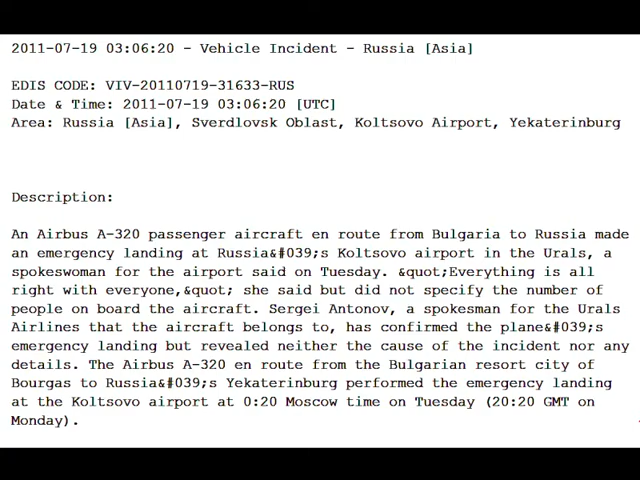 2011-07-19 03:06:20 - Vehicle Incident - Russia [Asia]
EDIS CODE: VIV-20110719-31633-RUS
Date & Time: 2011-07-19 03:06:20 [UTC]
Area: Russia [Asia], Sverdlovsk Oblast, Koltsovo Airport, Yekaterinburg
Description:
An Airbus A-320 passenger aircraft en route from Bulgaria to Russia made
an emergency landing at Russia&#039;s Koltsovo airport in the Urals, a
spokeswoman for the airport said on Tuesday. &quot;Everything is all
right with everyone,&quot; she said but did not specify the number of
people on board the aircraft. Sergei Antonov, a spokesman for the Urals
Airlines that the aircraft belongs to, has confirmed the plane&#039;s
emergency landing but revealed neither the cause of the incident nor any
details. The Airbus A-320 en route from the Bulgarian resort city of
Bourgas to Russia&#039;s Yekaterinburg performed the emergency landing
at the Koltsovo airport at 0:20 Moscow time on Tuesday (20:20 GMT on
Monday).